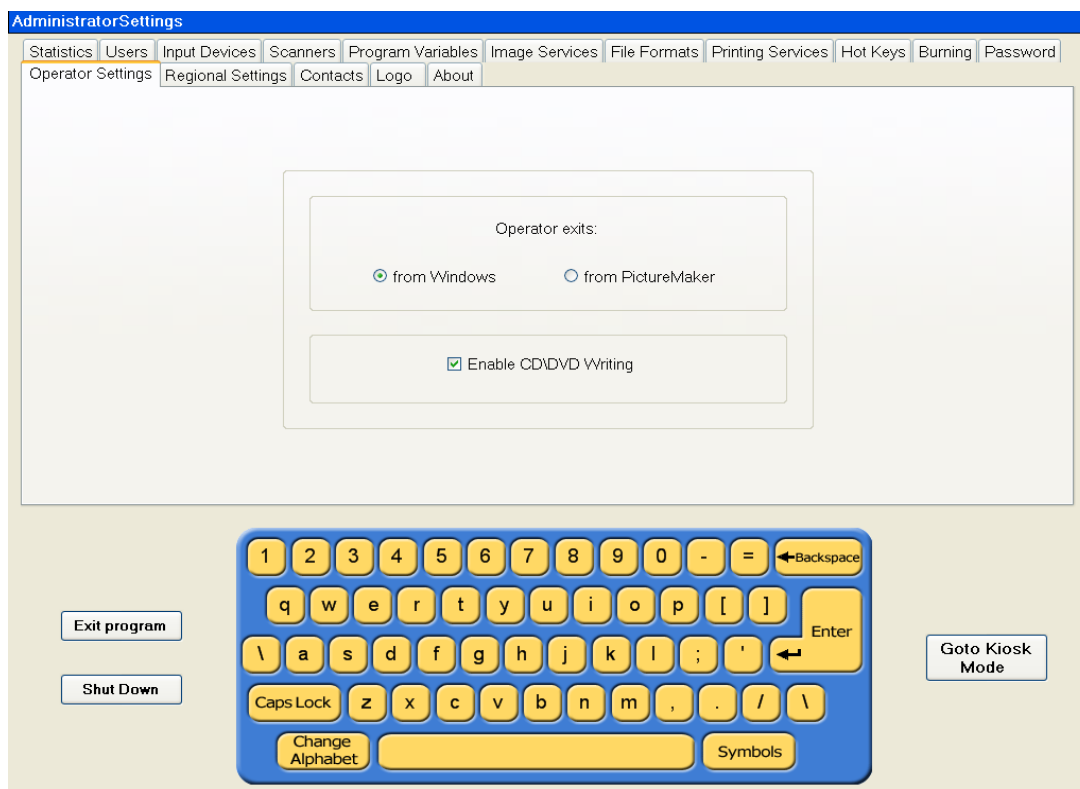 AdministratorSettings
Statistics Users Input Devices Scanners Program Variables Image Services File Formats Printing Services Hot Keys Burning Password
Operator Settings Regional Settings Contacts Logo About
Operator exits:
from Windows from PictureMaker
Enable CD\DVD Writing
1 2 3 4 5 6 7 8 9 0 - = Backspace
q w e r t y u i o p [ ]
Enter
\ a s d f g h j k l ; '
Caps Lock z x c v b n m , . / \
Change
Alphabet
Symbols
Exit program
Shut Down
Goto Kiosk
Mode